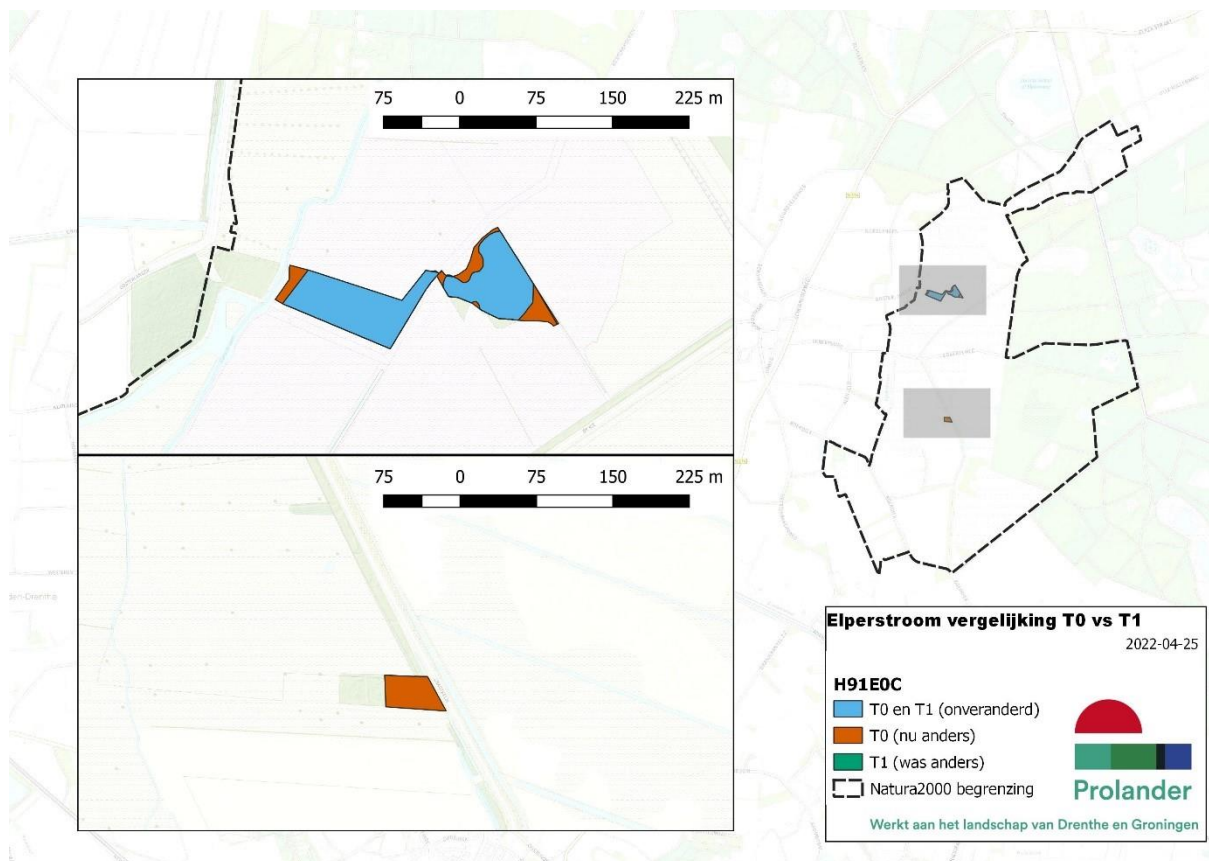 75 0 75 150 225 m
75 0 75 150 225 m
Elperstroom vergelijking T0 vs T1
2022-04-25
H91E0C
T0 en T1 (onveranderd)
T0 (nu anders)
T1 (was anders)
Natura2000 begrenzing
Prolander
Werkt aan het landschap van Drenthe en Groningen